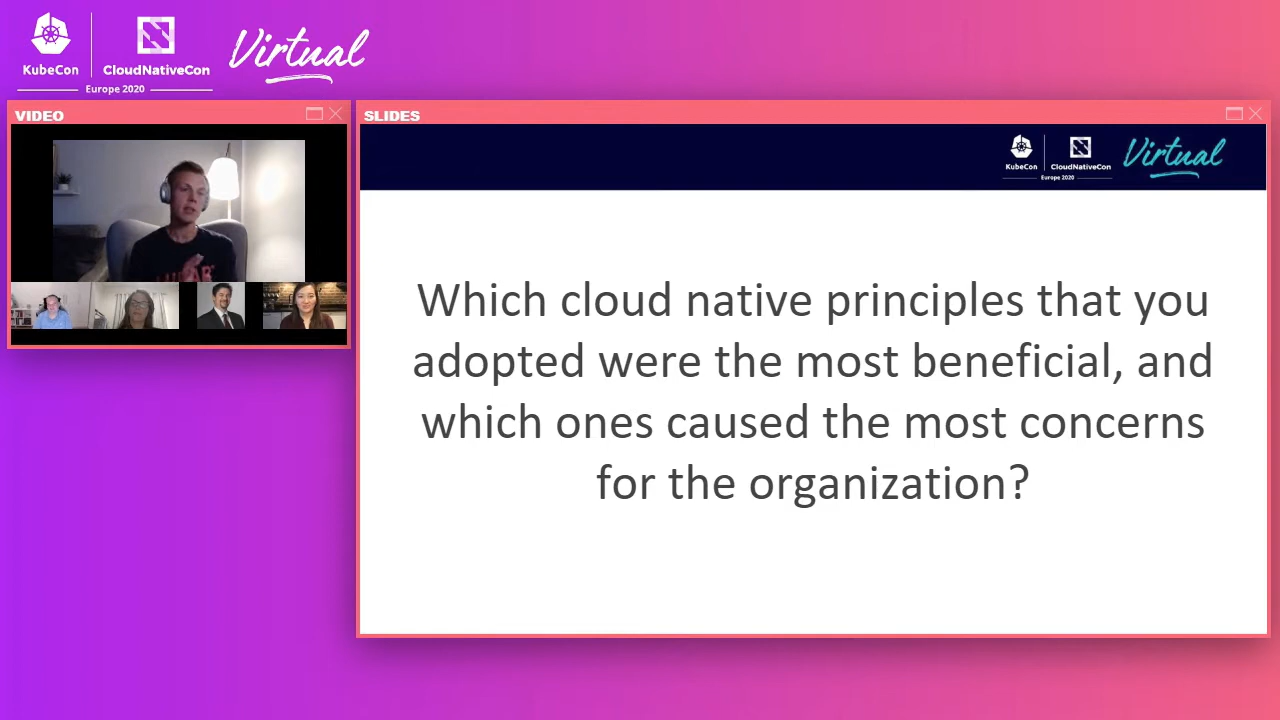 KubeCon
CloudNativeCon
Virtual
Europe 2020
VIDEO
SLIDES
KubeCon
CloudNativeCon
Virtual
Europe 2020
Which cloud native principles that you
adopted were the most beneficial, and
which ones caused the most concerns
for the organization?